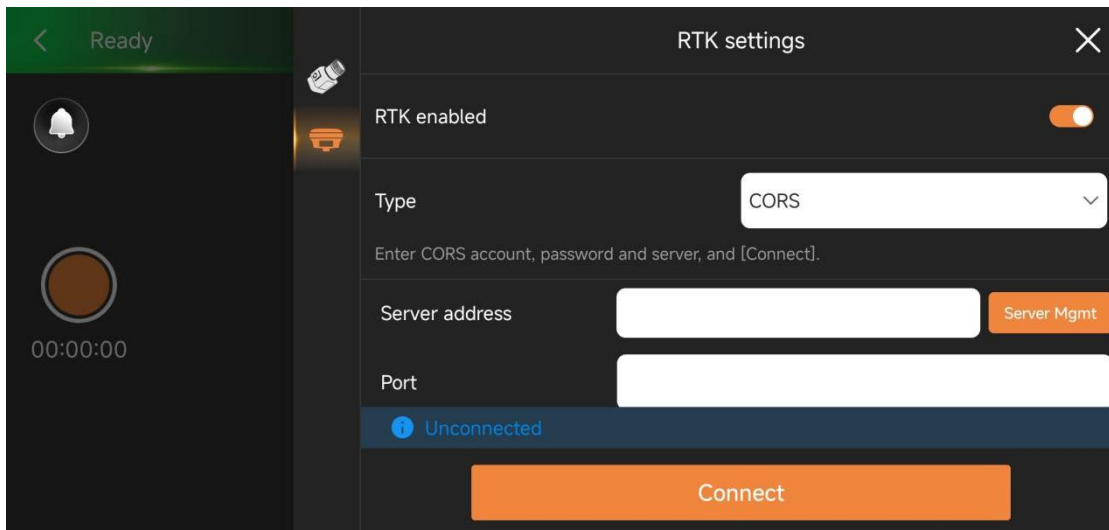 Ready
00:00:00
RTK settings
RTK enabled
Type
CORS
Enter CORS account, password and server, and [Connect].
Server address
Server Mgmt
Port
Unconnected
Connect